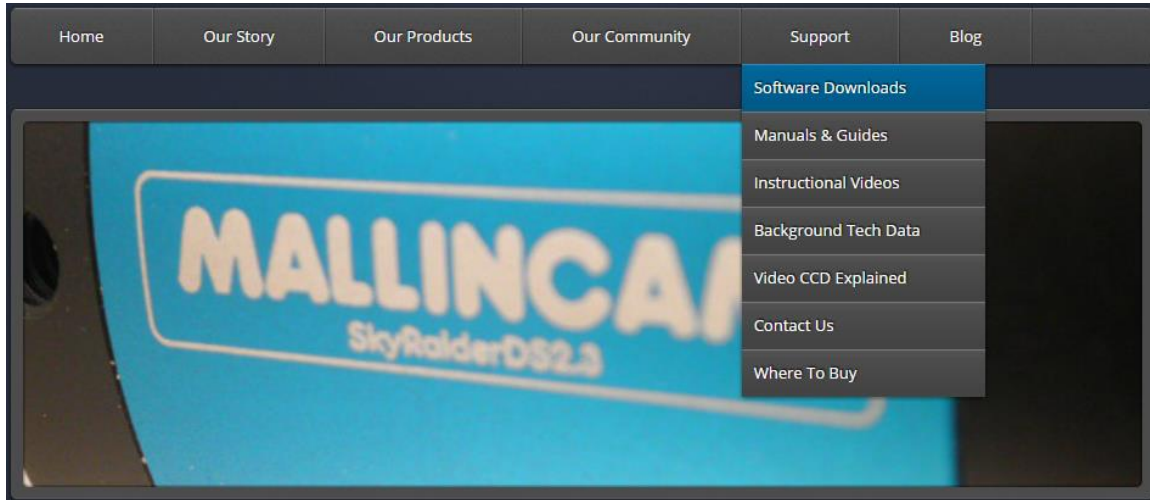 Home Our Story Our Products Our Community Support Blog
Software Downloads
Manuals & Guides
Instructional Videos
Background Tech Data
Video CCD Explained
Contact Us
Where To Buy
MALLINCA
SkyRaiderDS2.3